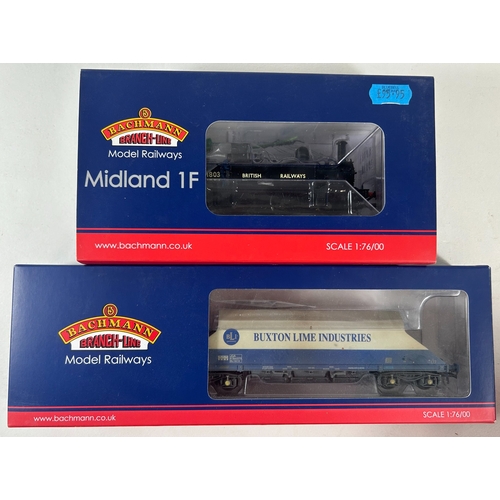 BACHMANN
BRANCH-LINE
Model Railways
Midland 1F
BRITISH RAILWAYS
www.bachmann.co.uk
SCALE 1:76/00
BACHMANN
BRANCH-LINE
Model Railways
BLI
BUXTON LIME INDUSTRIES
www.bachmann.co.uk
SCALE 1:76/00